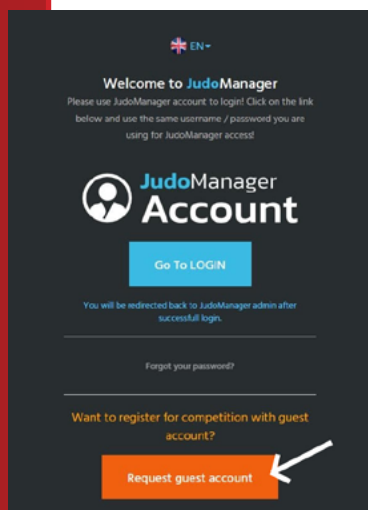 EN
Welcome to JudoManager
Please use JudoManager account to login! Click on the link
below and use the same username / password you are
using for JudoManager access!
JudoManager
Account
Go To LOGIN
You will be redirected back to JudoManager admin after
successfull login.
Forgot your password?
Want to register for competition with guest
account?
Request guest account